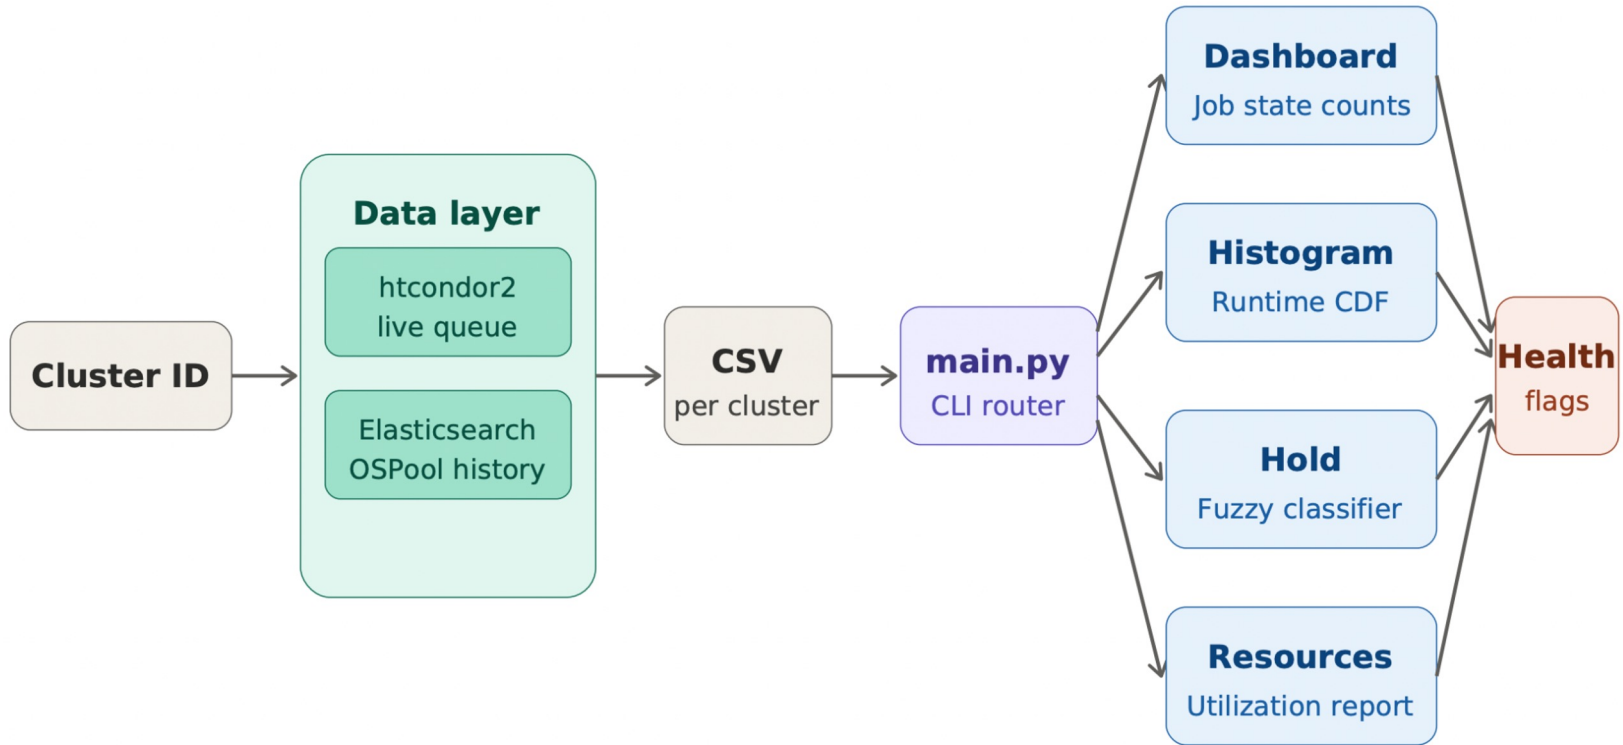 Cluster ID
Data layer
htcondor2
live queue
Elasticsearch
OSPool history
CSV
per cluster
main.py
CLI router
Dashboard
Job state counts
Histogram
Runtime CDF
Hold
Fuzzy classifier
Resources
Utilization report
Health
flags